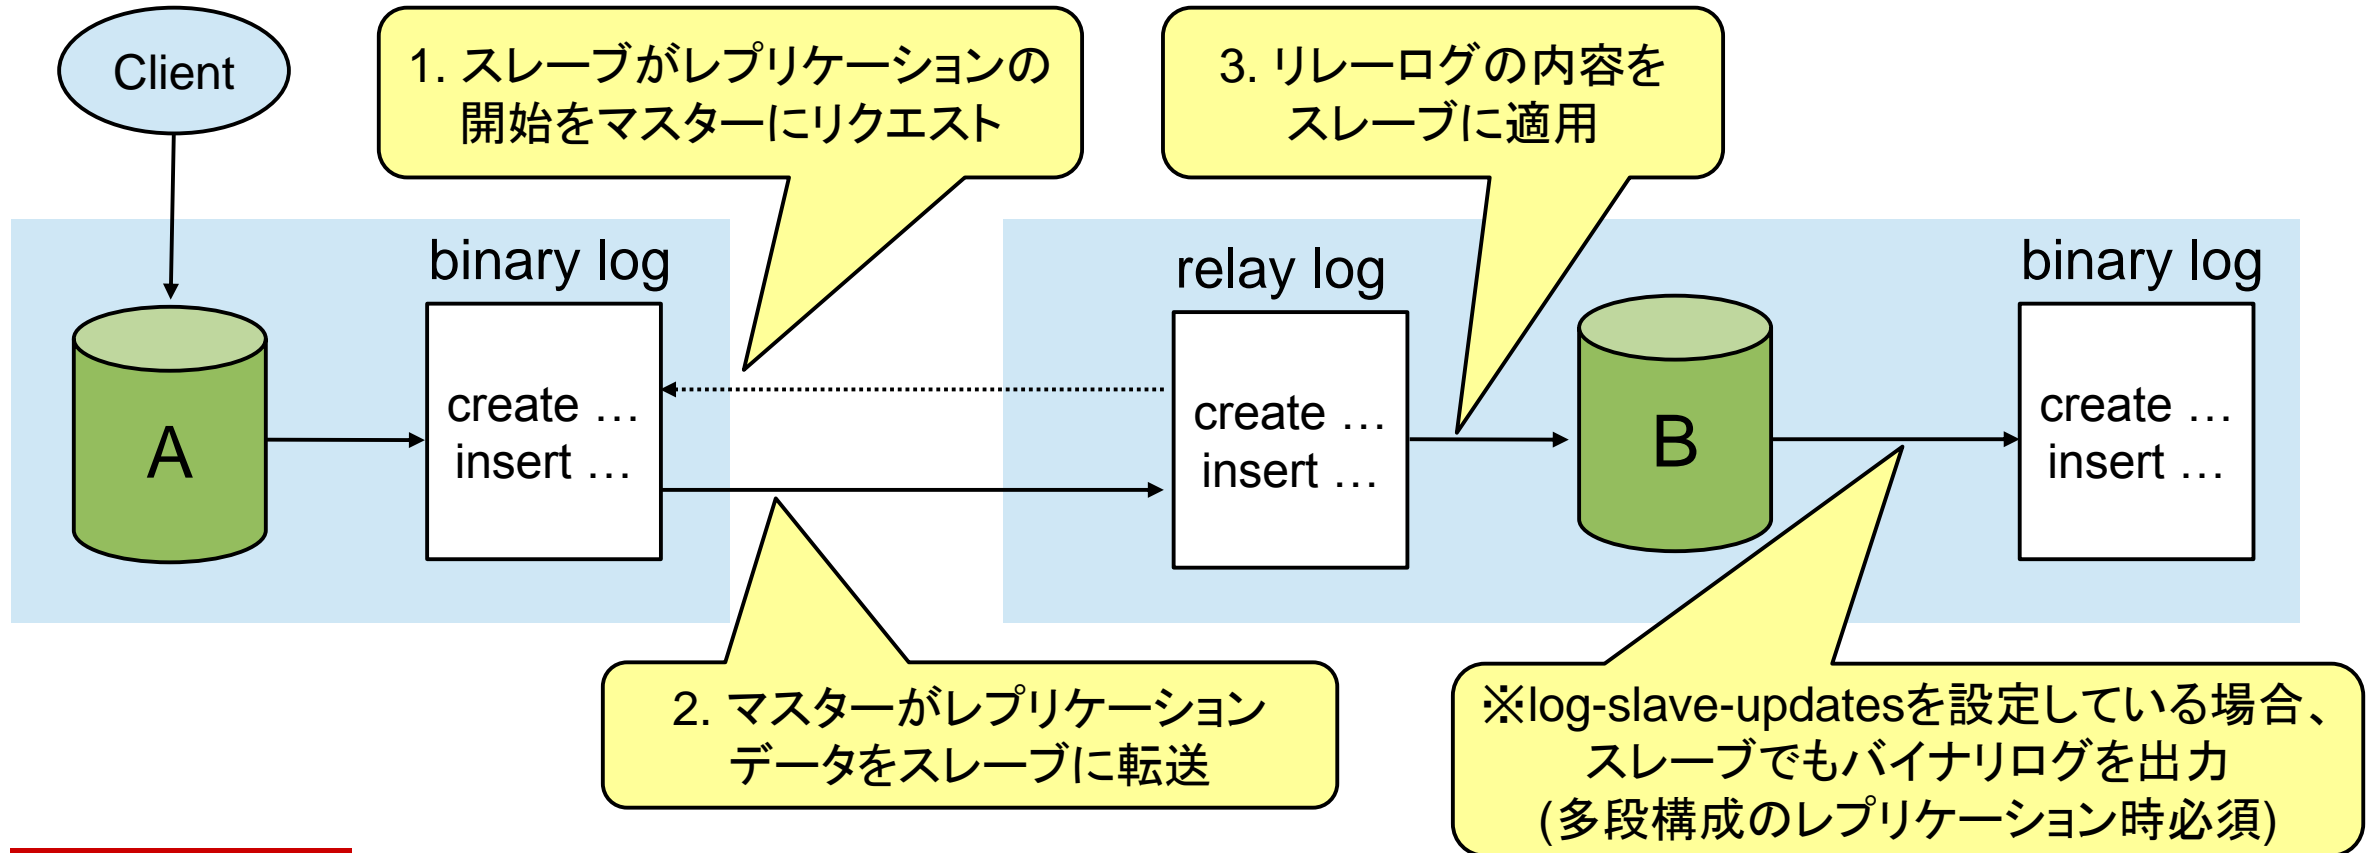 Client
1. スレーブがレプリケーションの
開始をマスターにリクエスト
3. リレーログの内容を
スレーブに適用
binary log
relay log
binary log
A
create …
insert …
create …
insert …
B
create …
insert …
2. マスターがレプリケーション
データをスレーブに転送
※log-slave-updatesを設定している場合、
スレーブでもバイナリログを出力
(多段構成のレプリケーション時必須)